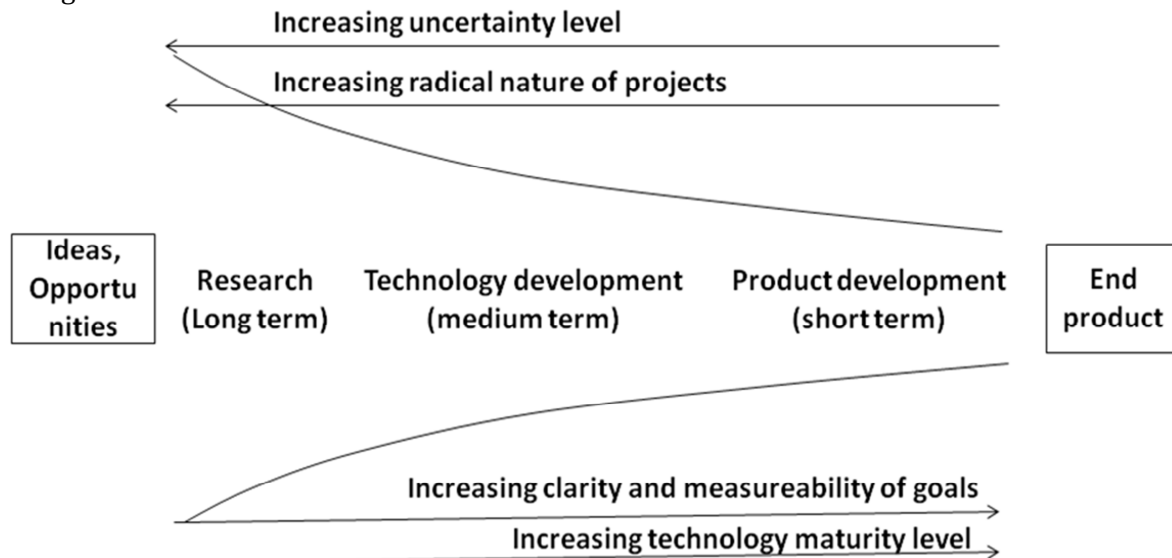 Increasing uncertainty level
Increasing radical nature of projects
Ideas,
Opportu
nities
Research
(Long term)
Technology development
(medium term)
Product development
(short term)
End
product
Increasing clarity and measureability of goals
Increasing technology maturity level